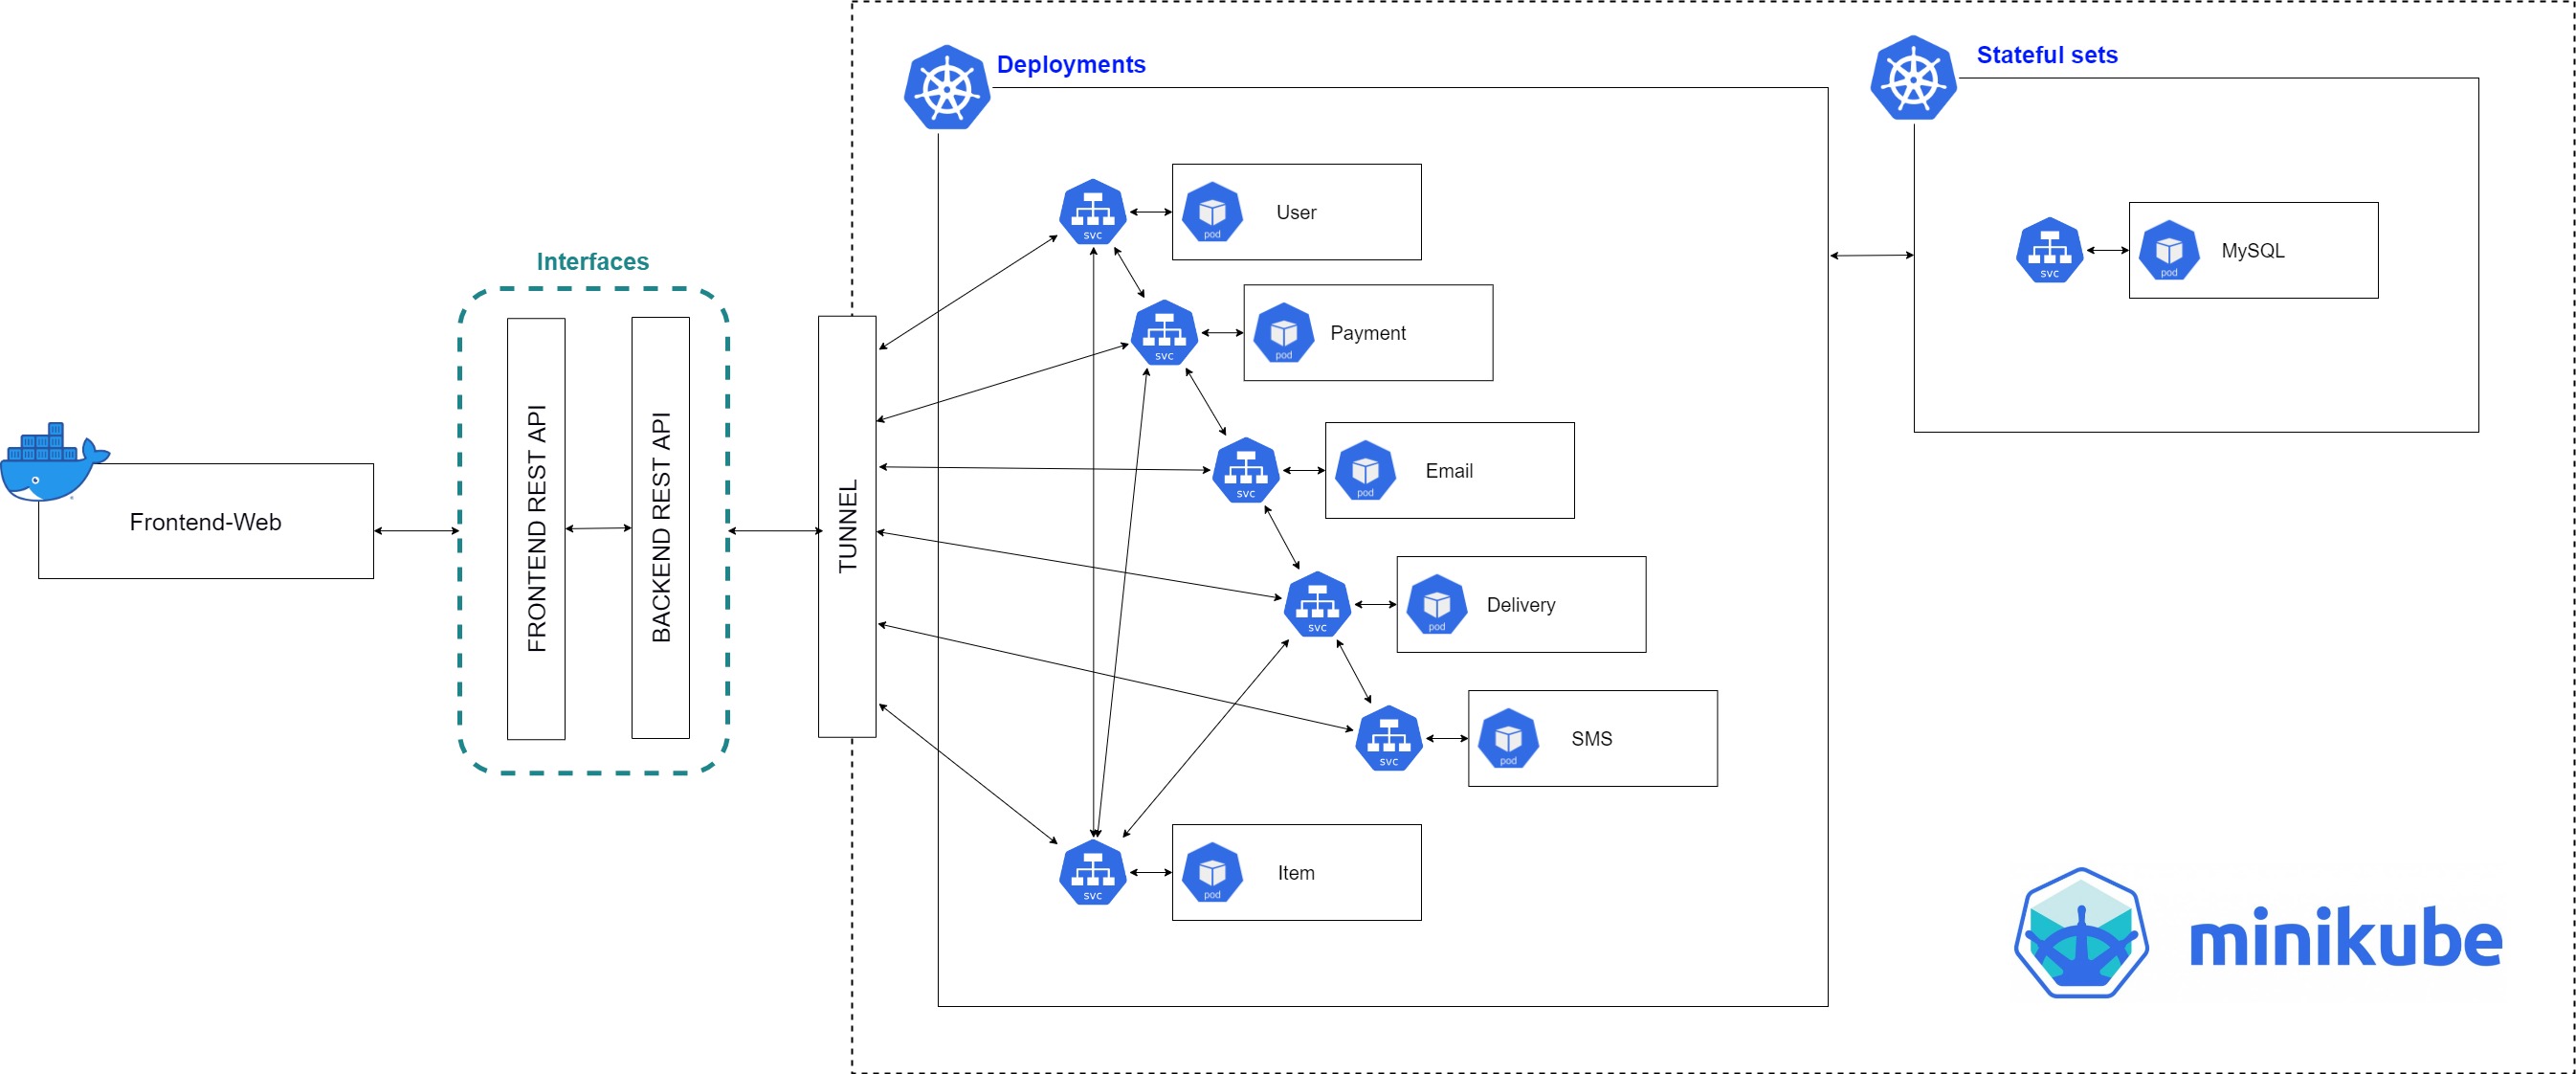 Deployments
Stateful sets
svc
pod
User
svc
pod
MySQL
Interfaces
svc
pod
Payment
FRONTEND REST API
BACKEND REST API
TUNNEL
svc
pod
Email
Frontend-Web
svc
pod
Delivery
svc
pod
SMS
svc
pod
Item
minikube